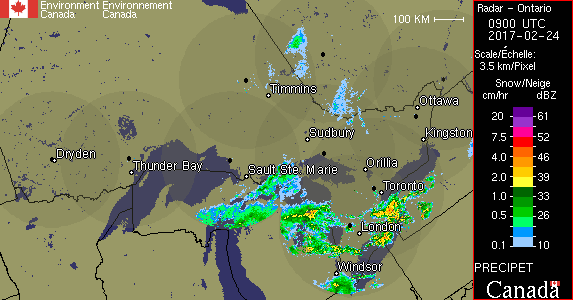 Environment Environnement
Canada Canada
100 KM
Timmins
Ottawa
Sudbury
Kingston
Dryden
Thunder Bay
Sault Ste. Marie
Orillia
Toronto
London
Windsor
Radar - Ontario
0900 UTC
2017-02-24
Scale/Échelle:
3.5 km/Pixel
Snow/Neige
cm/hr dBZ
20 61
7.5 52
4.0 46
2.0 39
1.0 33
0.5 26
0.1 10
PRECIPET
Canada